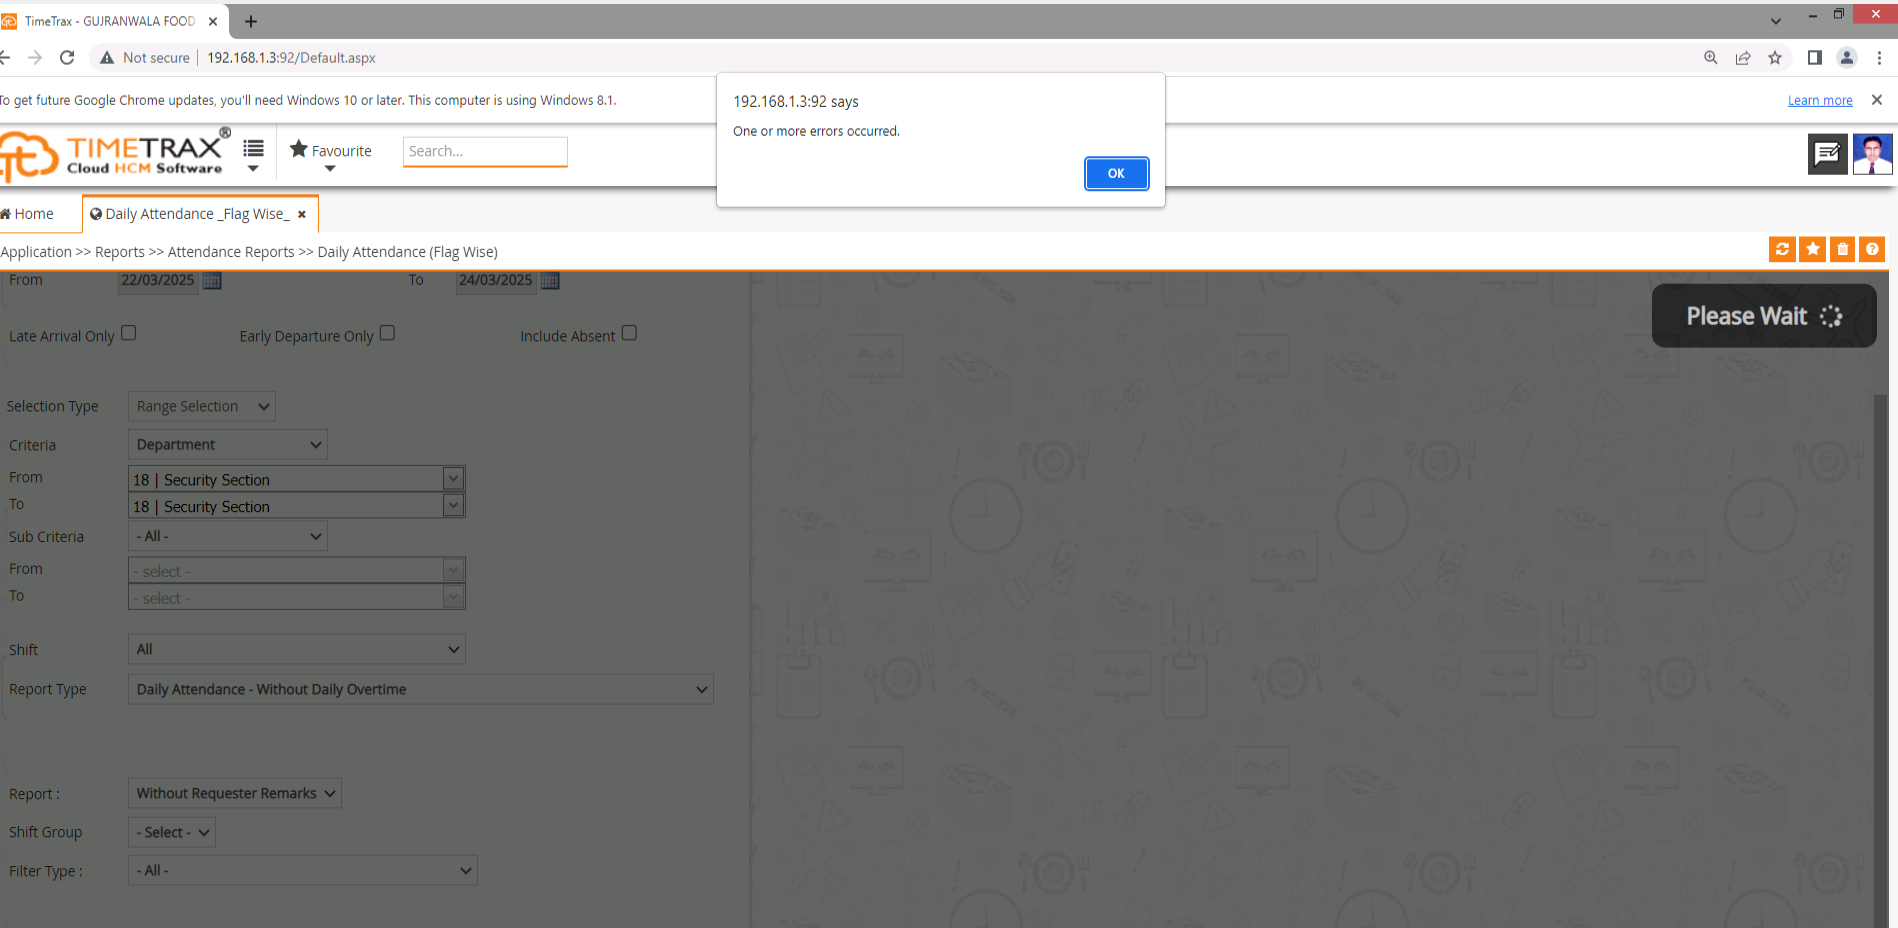 TimeTrax - GUJRANWALA FOOD
Not secure | 192.168.1.3:92/Default.aspx
To get future Google Chrome updates, you'll need Windows 10 or later. This computer is using Windows 8.1.
Learn more
192.168.1.3:92 says
One or more errors occurred.
OK
TIMETRAX®
Cloud HCM Software
Favourite
Search...
Home
Daily Attendance _Flag Wise_
Application >> Reports >> Attendance Reports >> Daily Attendance (Flag Wise)
From 22/03/2025 To 24/03/2025
Please Wait
Late Arrival Only Early Departure Only Include Absent
Selection Type Range Selection
Criteria Department
From 18 | Security Section
To 18 | Security Section
Sub Criteria - All -
From - select -
To - select -
Shift All
Report Type Daily Attendance - Without Daily Overtime
Report : Without Requester Remarks
Shift Group - Select -
Filter Type : - All -